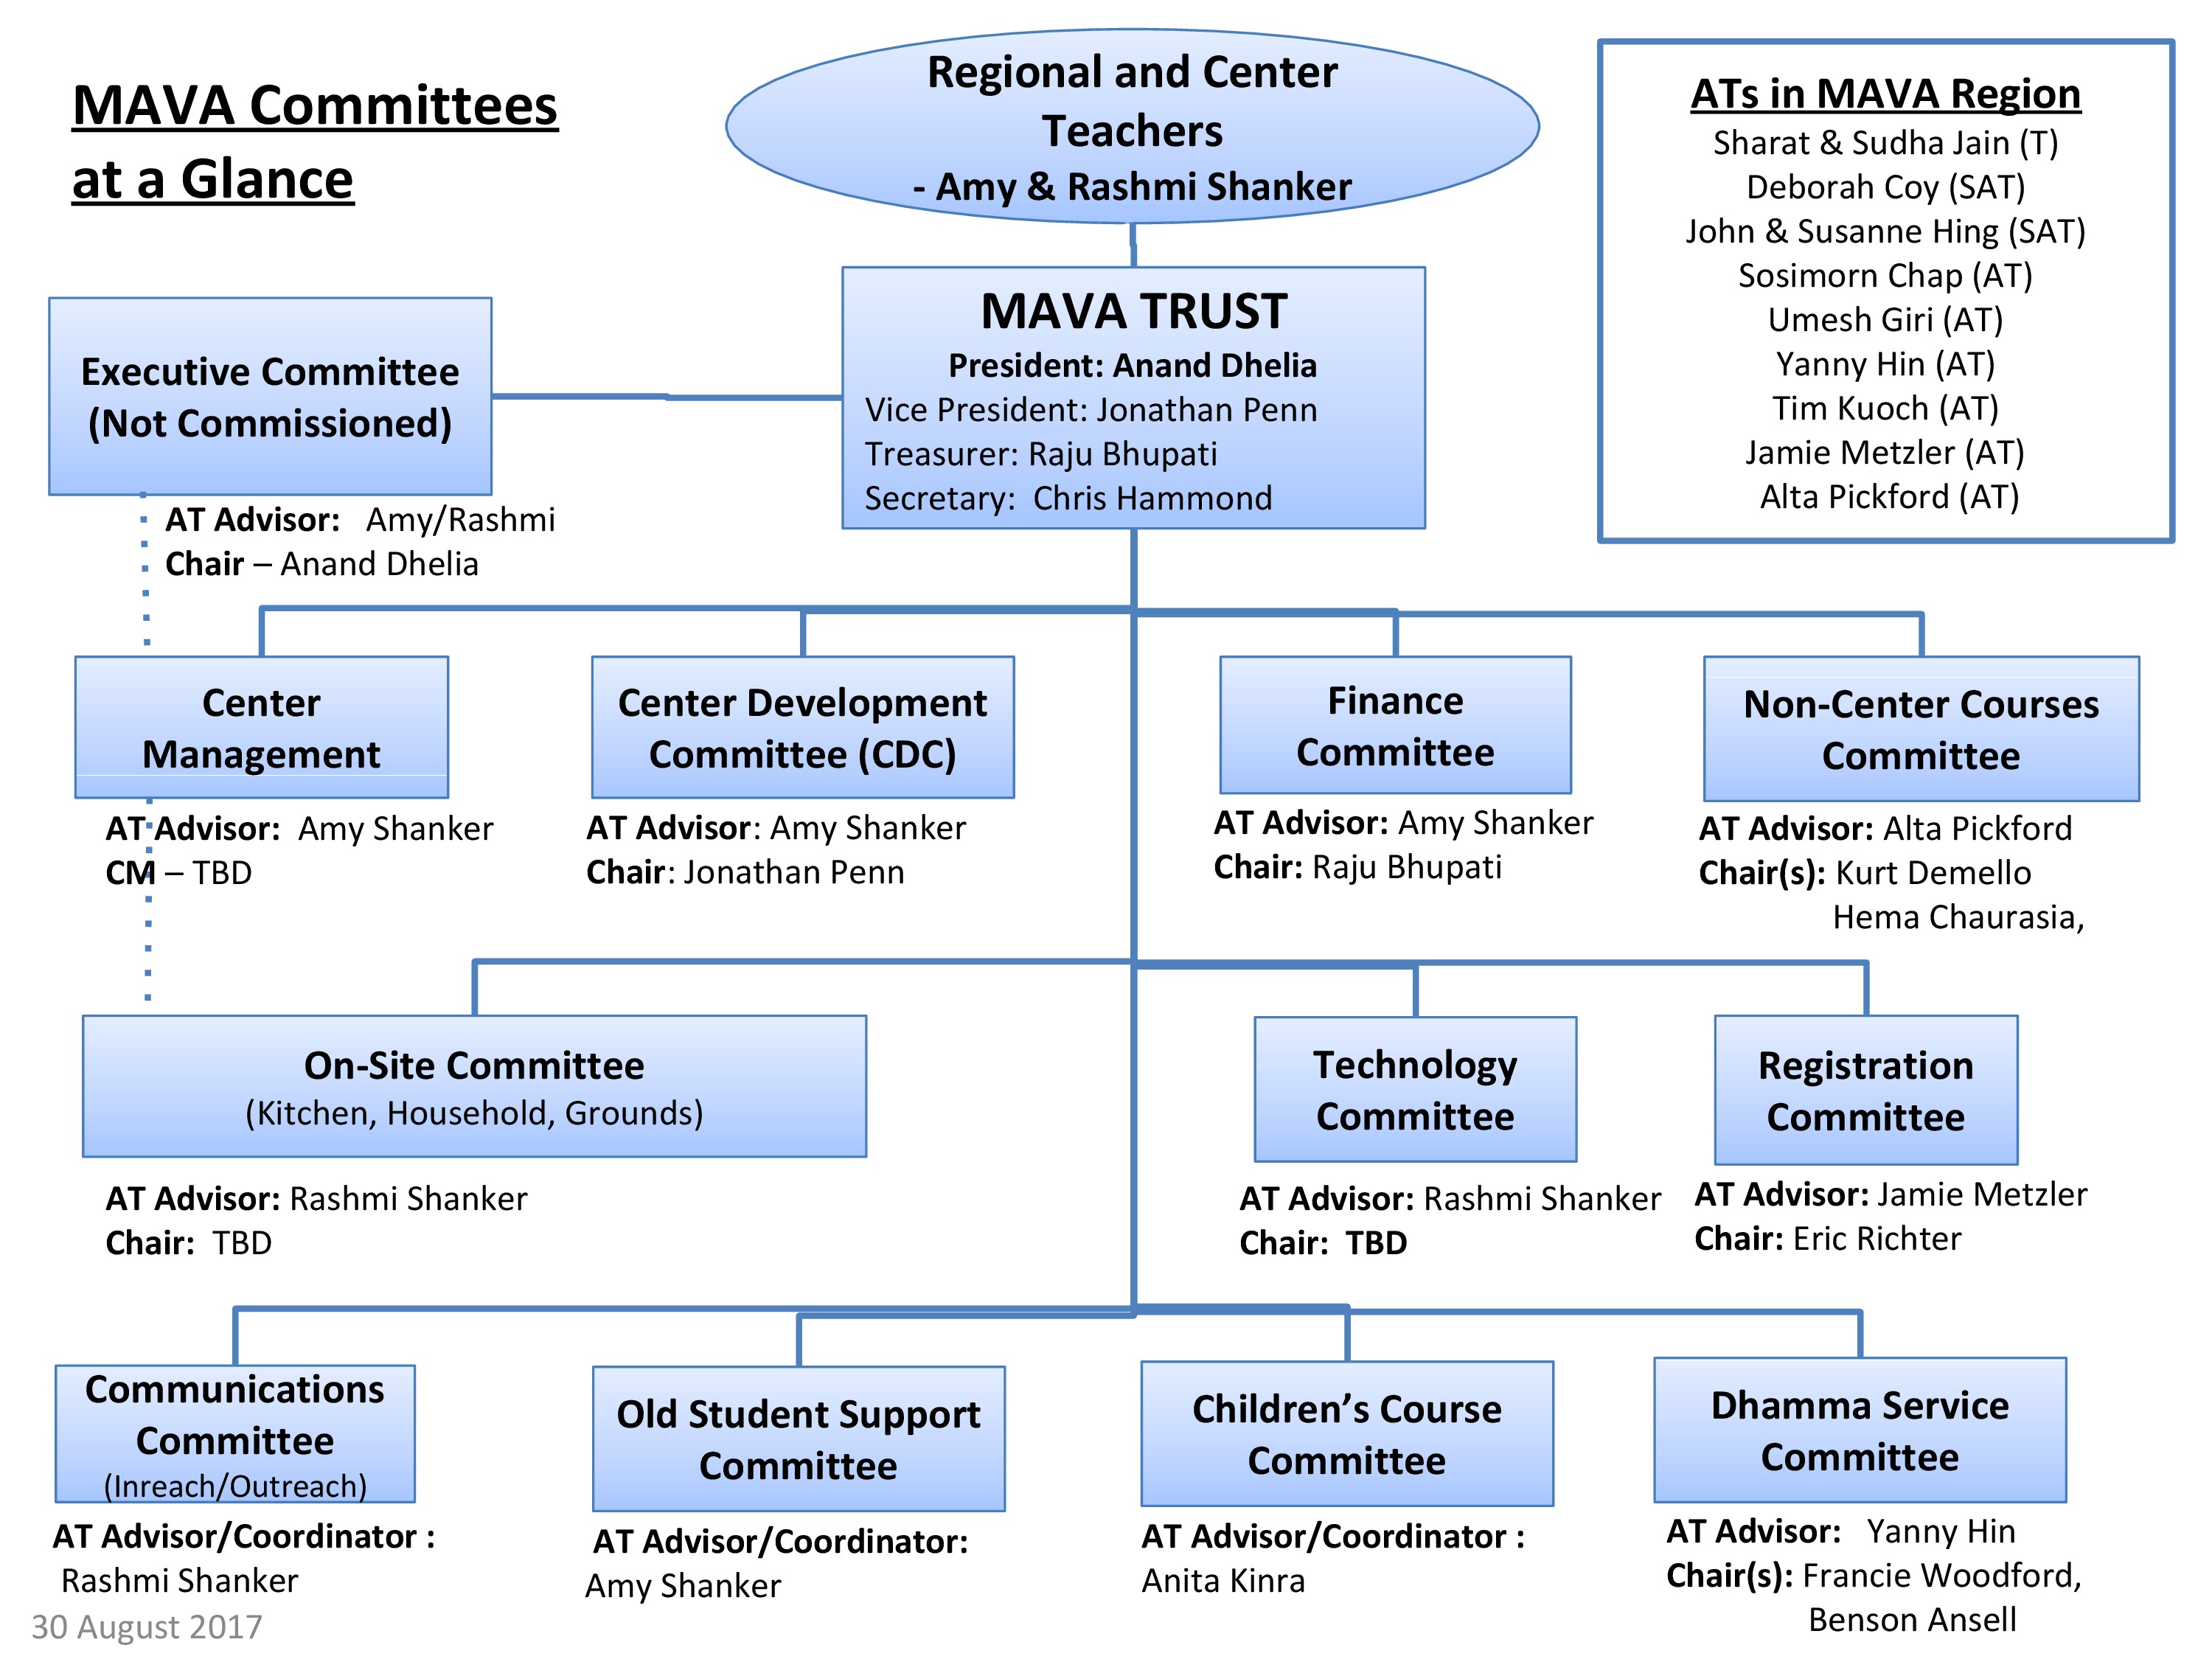 MAVA Committees
at a Glance
Regional and Center
Teachers
- Amy & Rashmi Shanker
ATs in MAVA Region
Sharat & Sudha Jain (T)
Deborah Coy (SAT)
John & Susanne Hing (SAT)
Sosimorn Chap (AT)
Umesh Giri (AT)
Yanny Hin (AT)
Tim Kuoch (AT)
Jamie Metzler (AT)
Alta Pickford (AT)
MAVA TRUST
President: Anand Dhelia
Vice President: Jonathan Penn
Treasurer: Raju Bhupati
Secretary:  Chris Hammond
Executive Committee
(Not Commissioned)
AT Advisor:   Amy/Rashmi
Chair – Anand Dhelia
Center
Management
AT Advisor:  Amy Shanker
CM – TBD
Center Development
Committee (CDC)
AT Advisor: Amy Shanker
Chair: Jonathan Penn
Finance
Committee
AT Advisor: Amy Shanker
Chair: Raju Bhupati
Non-Center Courses
Committee
AT Advisor: Alta Pickford
Chair(s): Kurt Demello
Hema Chaurasia,
On-Site Committee
(Kitchen, Household, Grounds)
AT Advisor: Rashmi Shanker
Chair:  TBD
Technology
Committee
AT Advisor: Rashmi Shanker
Chair:  TBD
Registration
Committee
AT Advisor: Jamie Metzler
Chair: Eric Richter
Communications
Committee
(Inreach/Outreach)
AT Advisor/Coordinator :
Rashmi Shanker
Old Student Support
Committee
AT Advisor/Coordinator:
Amy Shanker
Children’s Course
Committee
AT Advisor/Coordinator :
Anita Kinra
Dhamma Service
Committee
AT Advisor:   Yanny Hin
Chair(s): Francie Woodford,
Benson Ansell
30 August 2017